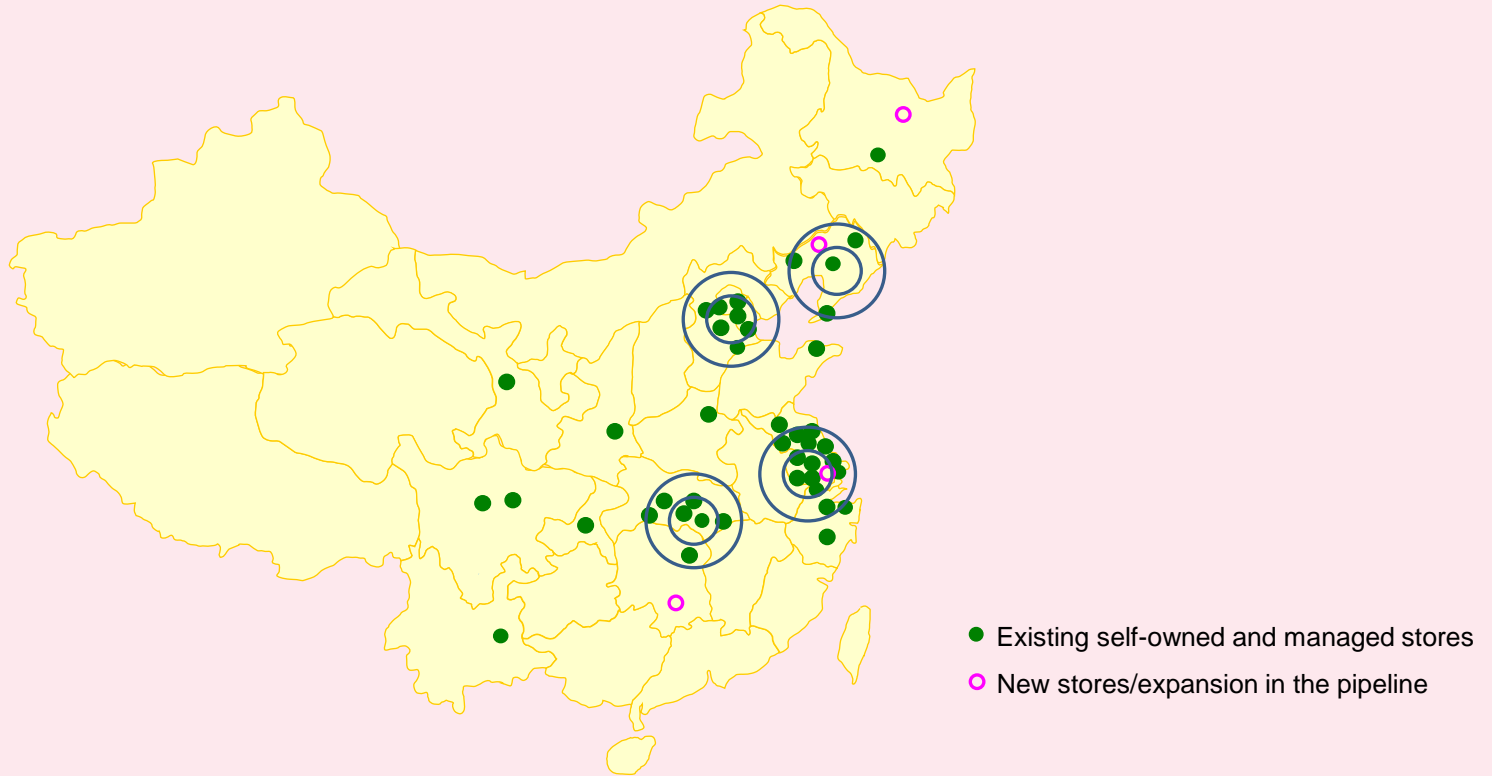 Existing self-owned and managed stores
New stores/expansion in the pipeline